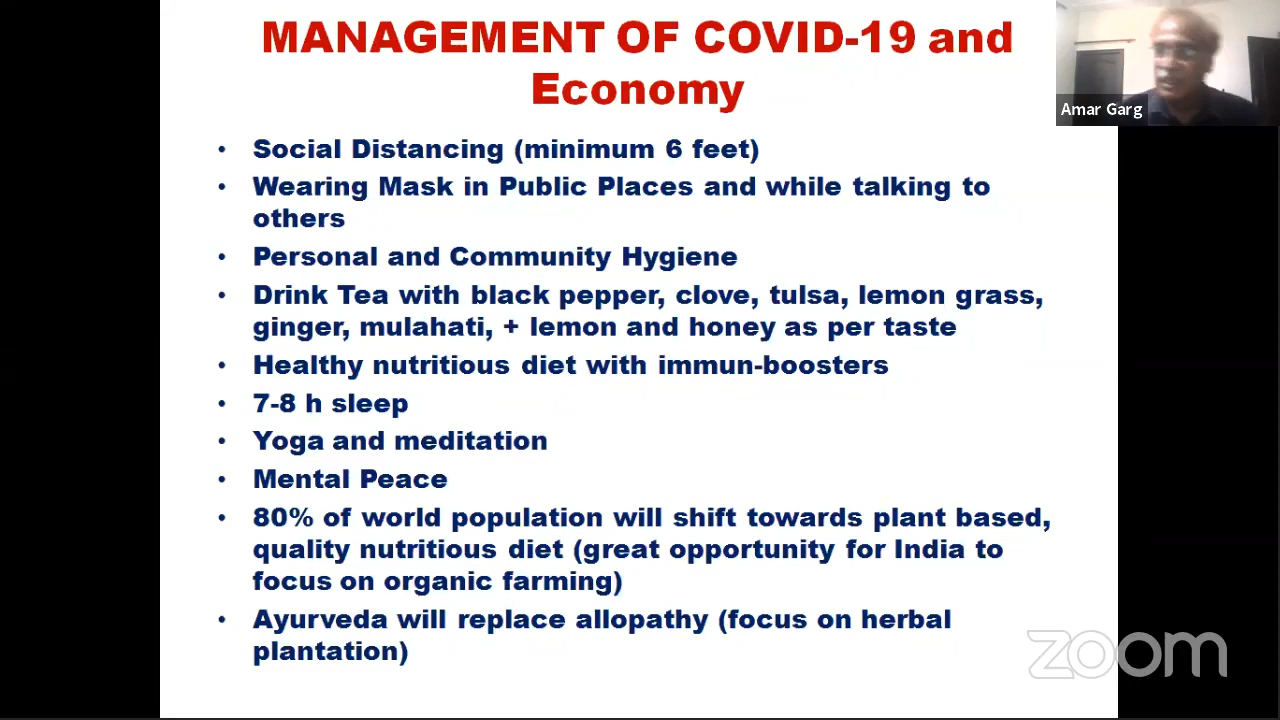 MANAGEMENT OF COVID-19 and
Economy
Amar Garg
• Social Distancing (minimum 6 feet)
• Wearing Mask in Public Places and while talking to
others
• Personal and Community Hygiene
• Drink Tea with black pepper, clove, tulsa, lemon grass,
ginger, mulahati, + lemon and honey as per taste
• Healthy nutritious diet with immun-boosters
• 7-8 h sleep
• Yoga and meditation
• Mental Peace
• 80% of world population will shift towards plant based,
quality nutritious diet (great opportunity for India to
focus on organic farming)
• Ayurveda will replace allopathy (focus on herbal
plantation)
zoom